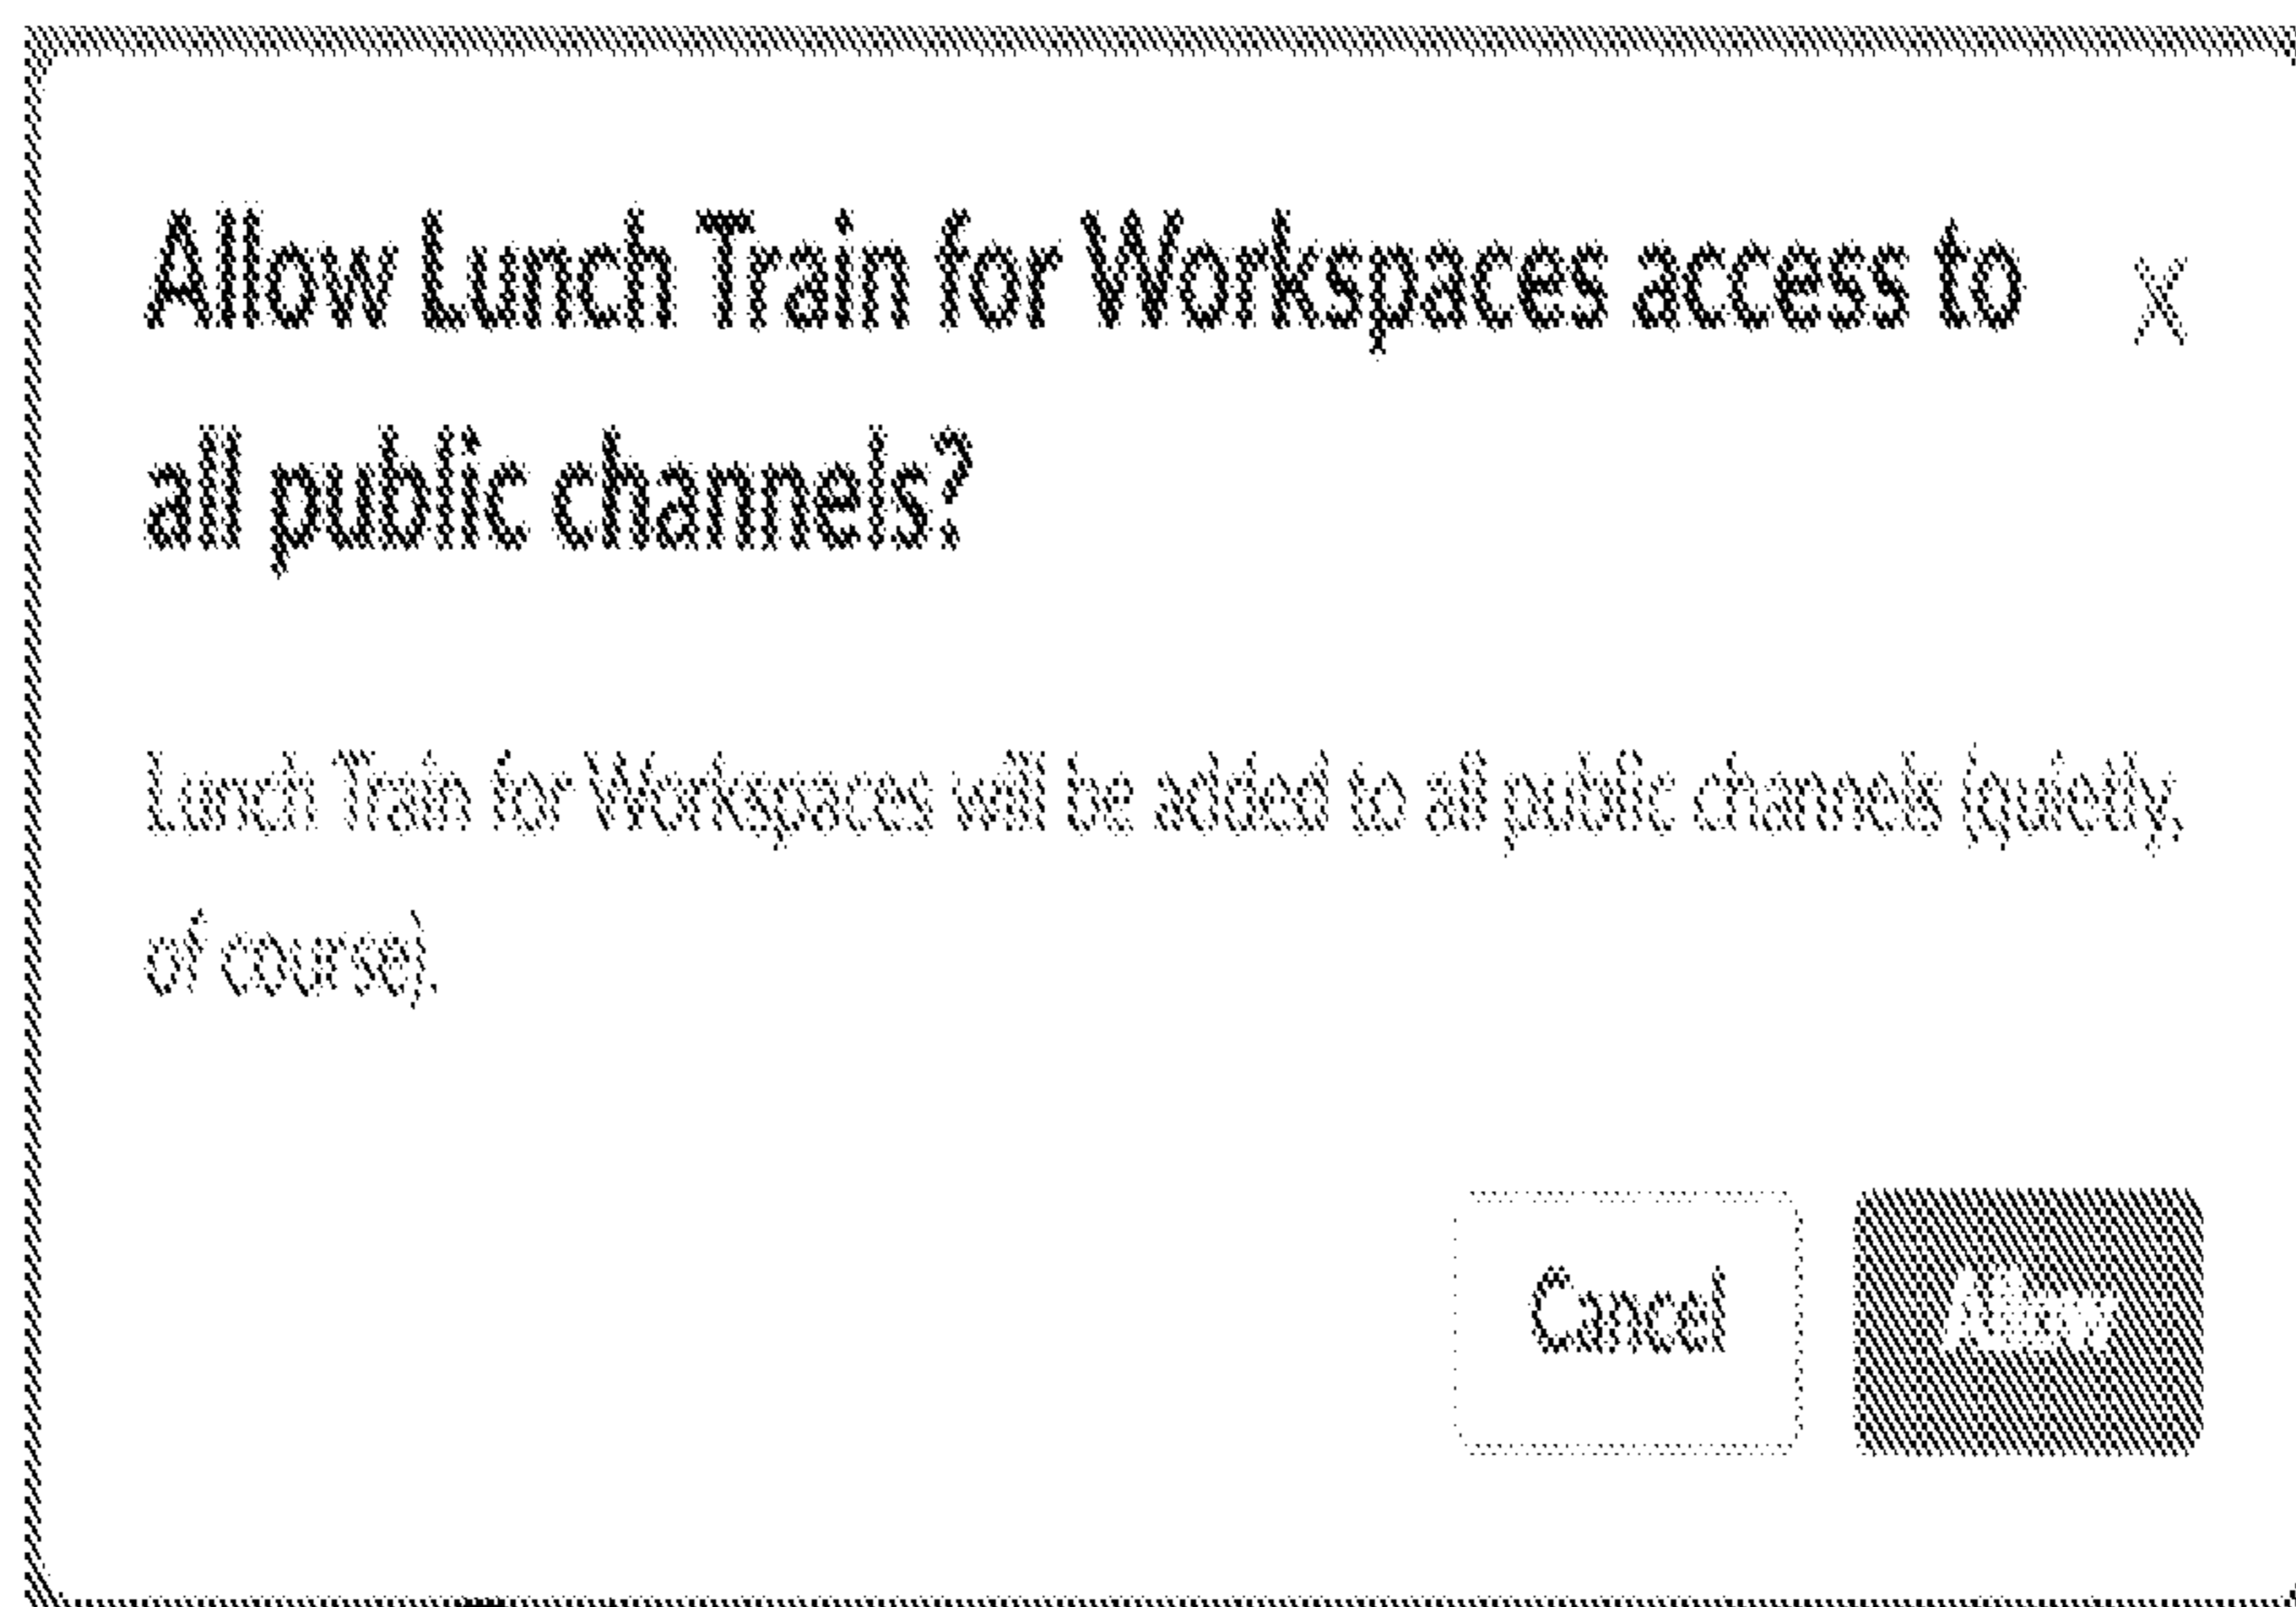 Allow Lunch Train for Workspaces access to
all public channels?
Lunch Train for Workspaces will be added to all public channels (quietly,
of course).
Cancel
Allow